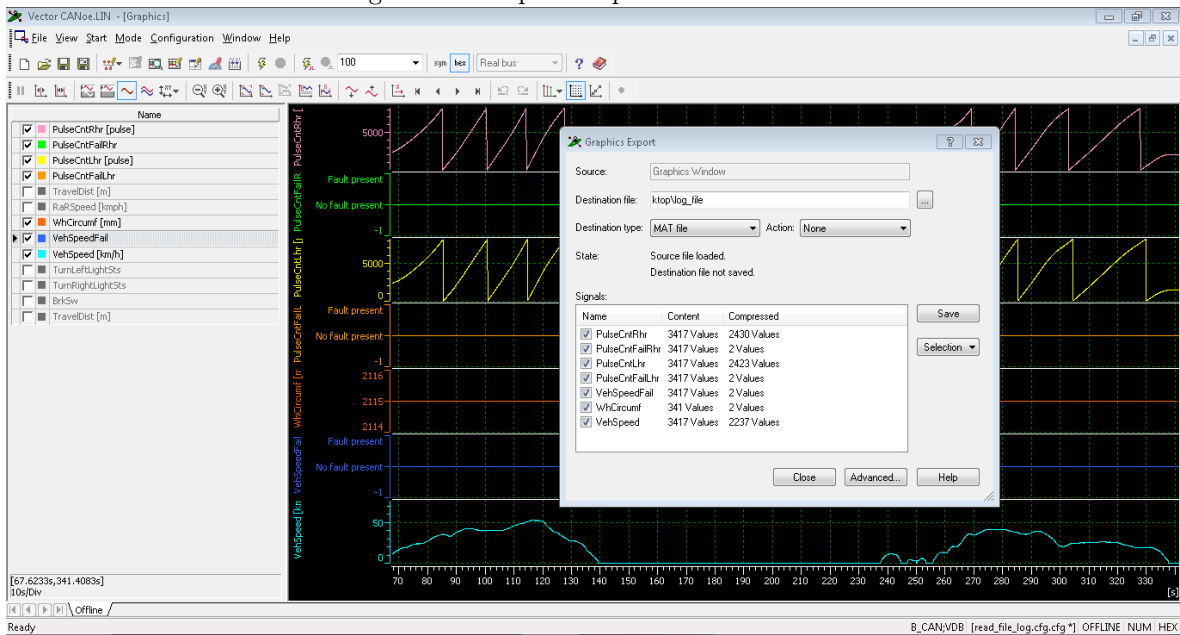 Vector CANoe.LIN - [Graphics]
File View Start Mode Configuration Window Help
100 sym hex Real bus
Name
PulseCntRhr [pulse]
PulseCntFailRhr
PulseCntLhr [pulse]
PulseCntFailLhr
TravelDist [m]
RaRSpeed [kmph]
WhCircumf [mm]
VehSpeedFail
VehSpeed [km/h]
TurnLeftLightSts
TurnRightLightSts
BrkSw
TravelDist [m]
[67.6233s,341.4083s]
10s/Div
PulseCntRhr [
5000
PulseCntFailR
Fault present
No fault present
-1
PulseCntLhr [)
5000
0
PulseCntFailL
Fault present
No fault present
-1
WhCircumf [m
2116
2115
2114
VehSpeedFail
Fault present
No fault present
-1
VehSpeed [km
50
0
70 80 90 100 110 120 130 140 150 160 170 180 190 200 210 220 230 240 250 260 270 280 290 300 310 320 330
[s]
Graphics Export
Source: Graphics Window
Destination file: ktop\log_file ...
Destination type: MAT file Action: None
State: Source file loaded.
Destination file not saved.
Signals:
Name Content Compressed
PulseCntRhr 3417 Values 2430 Values
PulseCntFailRhr 3417 Values 2 Values
PulseCntLhr 3417 Values 2423 Values
PulseCntFailLhr 3417 Values 2 Values
VehSpeedFail 3417 Values 2 Values
WhCircumf 341 Values 2 Values
VehSpeed 3417 Values 2237 Values
Save
Selection
Close Advanced... Help
Offline
Ready B_CAN;VDB [read_file_log.cfg.cfg *] OFFLINE NUM HEX